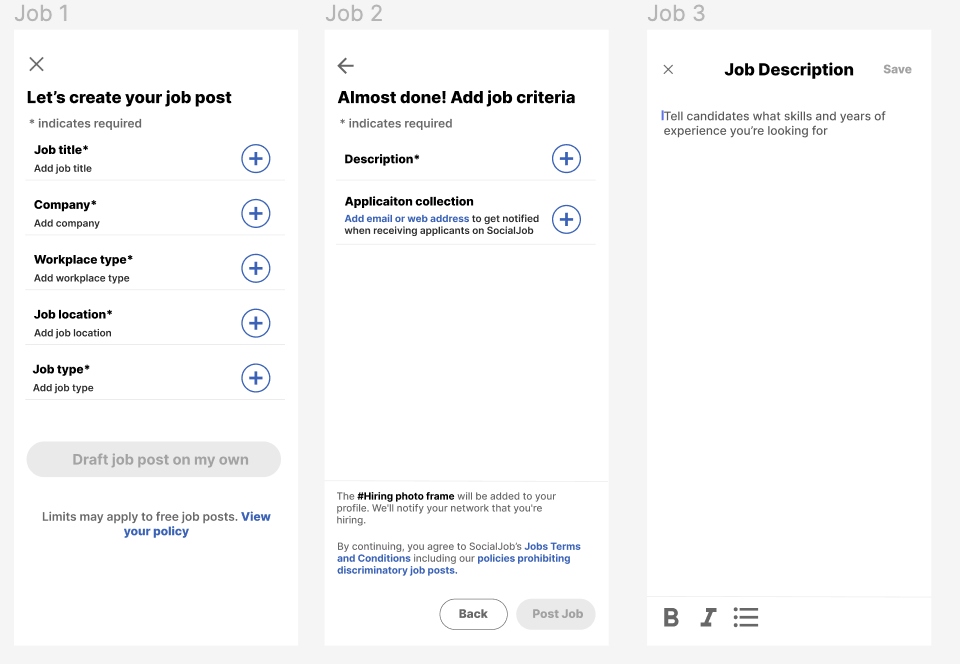 Job 1
Let's create your job post
* indicates required
Job title*
Add job title
Company*
Add company
Workplace type*
Add workplace type
Job location*
Add job location
Job type*
Add job type
Draft job post on my own
Limits may apply to free job posts. View
your policy
Job 2
Almost done! Add job criteria
* indicates required
Description*
Applicaiton collection
Add email or web address to get notified
when receiving applicants on SocialJob
The #Hiring photo frame will be added to your
profile. We'll notify your network that you're
hiring.
By continuing, you agree to SocialJob's Jobs Terms
and Conditions including our policies prohibiting
discriminatory job posts.
Back
Post Job
Job 3
Job Description
Save
Tell candidates what skills and years of
experience you're looking for
B I